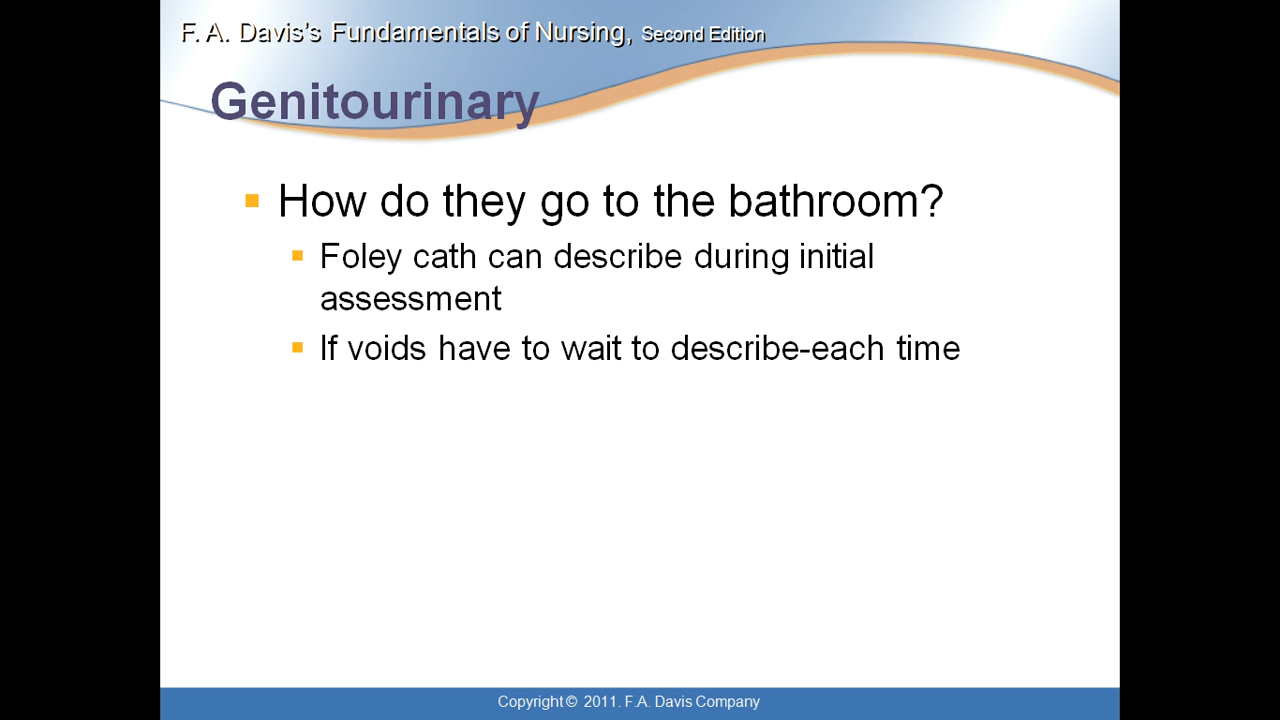 F. A. Davis's Fundamentals of Nursing, Second Edition
Genitourinary
How do they go to the bathroom?
Foley cath can describe during initial
assessment
If voids have to wait to describe-each time
Copyright © 2011. F.A. Davis Company